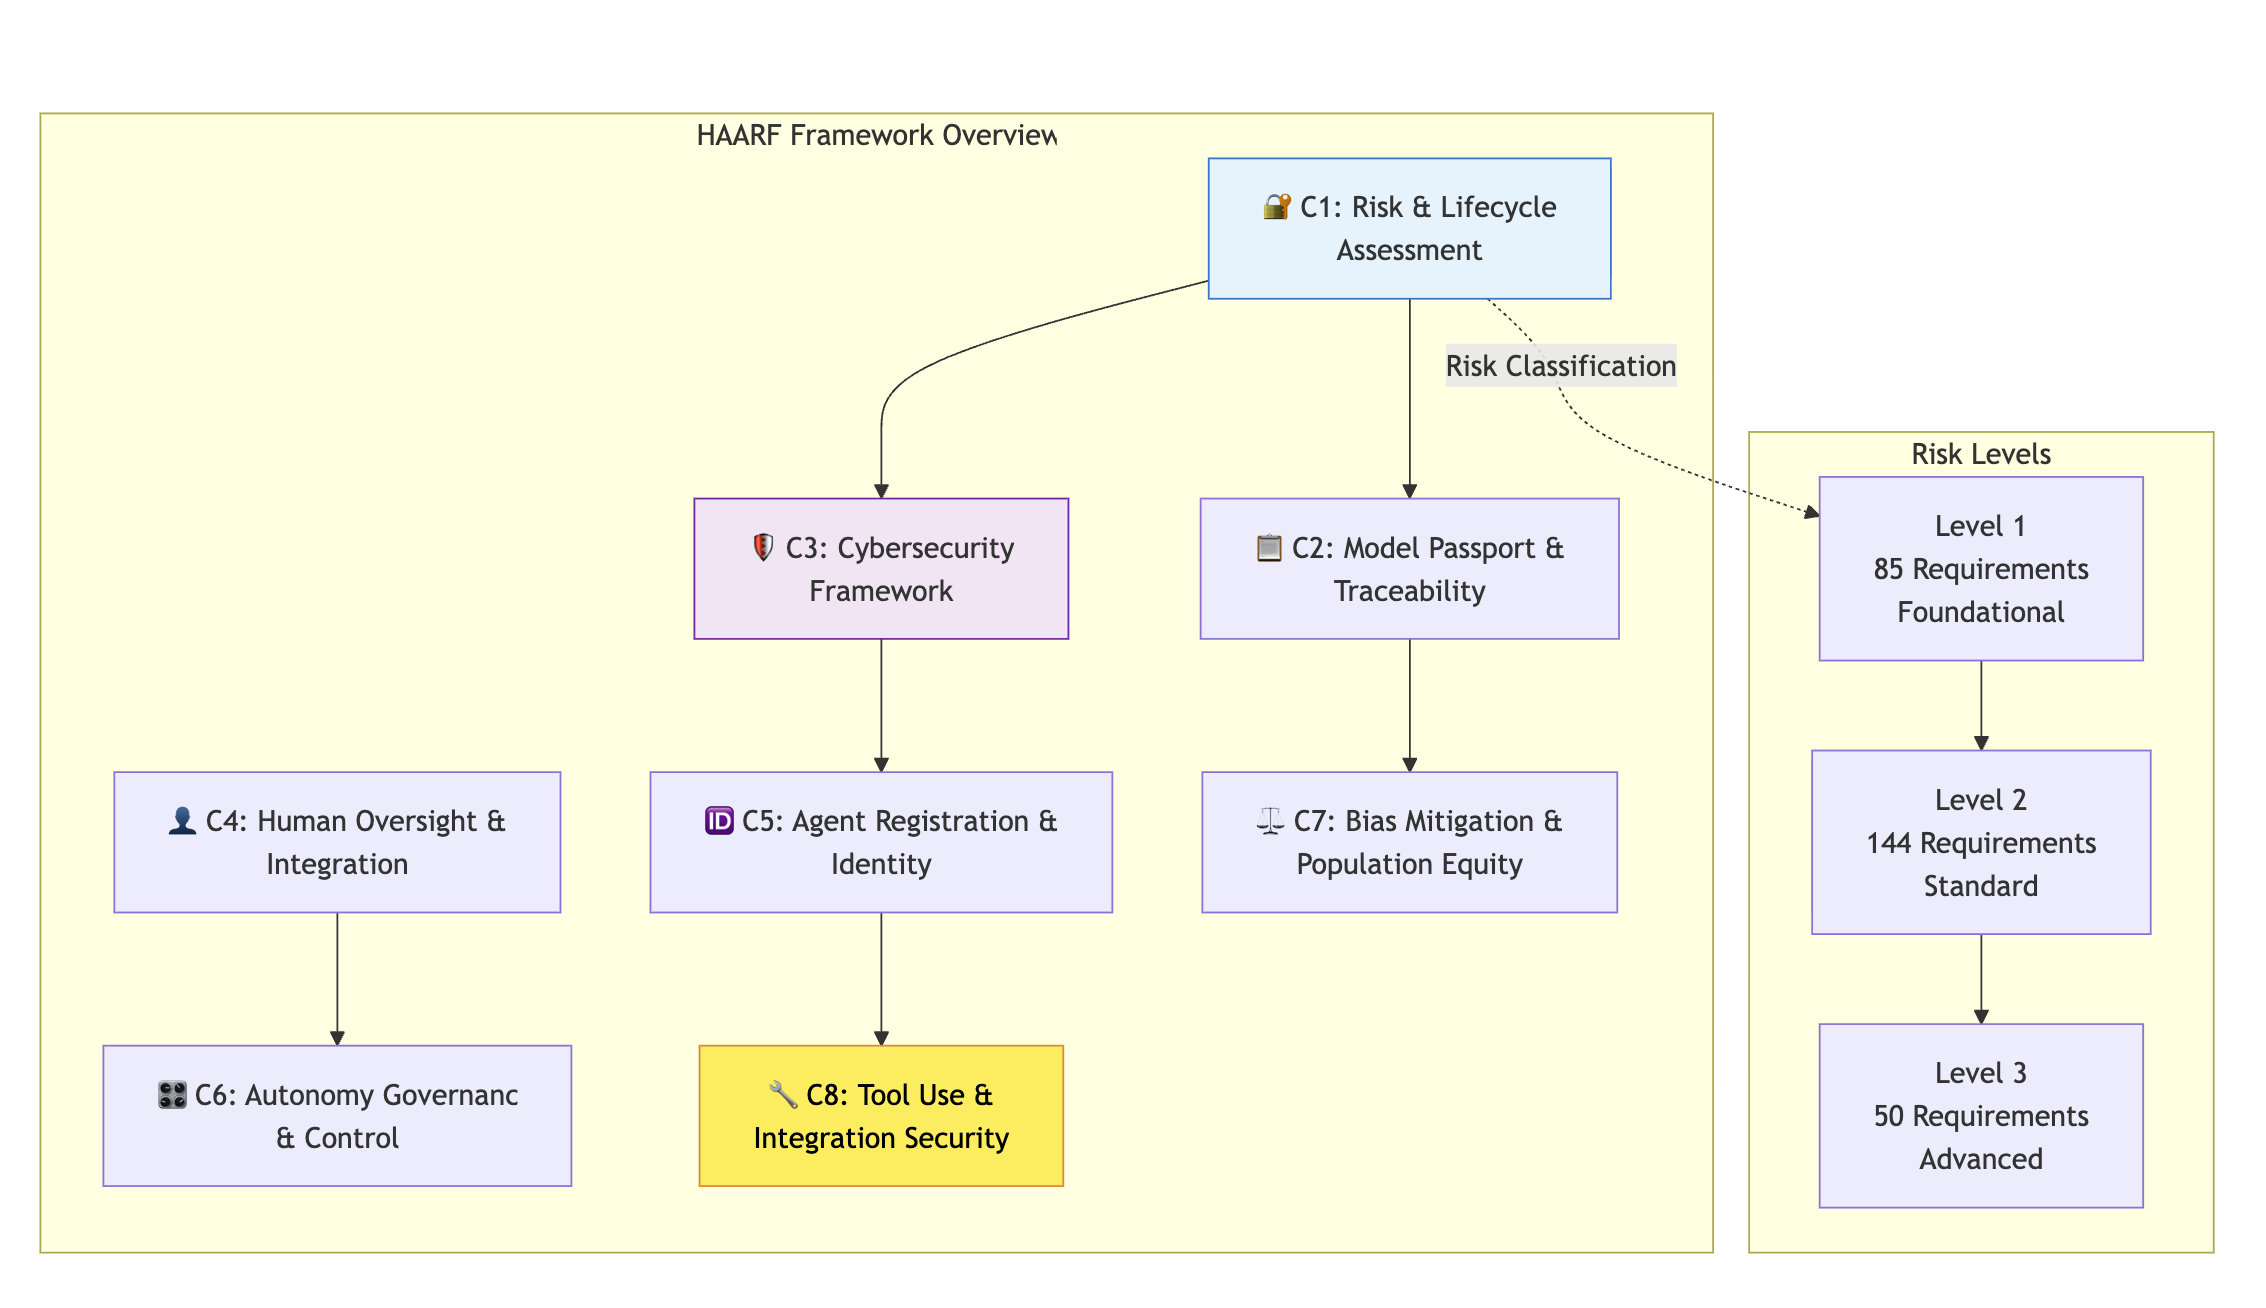 HAARF Framework Overview
🔐 C1: Risk & Lifecycle
Assessment
Risk Classification
🛡 C3: Cybersecurity
Framework
📋 C2: Model Passport &
Traceability
👤 C4: Human Oversight &
Integration
🆔 C5: Agent Registration &
Identity
⚖ C7: Bias Mitigation &
Population Equity
🎛 C6: Autonomy Governanc
& Control
🔧 C8: Tool Use &
Integration Security
Risk Levels
Level 1
85 Requirements
Foundational
Level 2
144 Requirements
Standard
Level 3
50 Requirements
Advanced